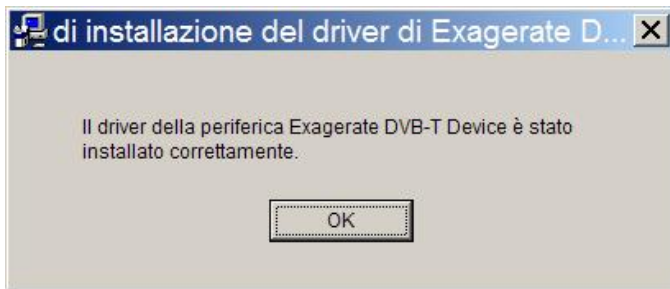 di installazione del driver di Exagerate D...
Il driver della periferica Exagerate DVB-T Device è stato
installato correttamente.
OK